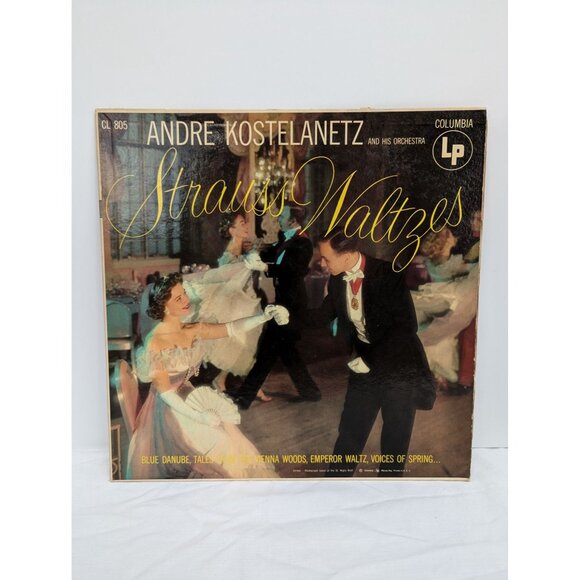 CL 805
ANDRE KOSTELANETZ AND HIS ORCHESTRA
COLUMBIA
Lp
Strauss Waltzes
BLUE DANUBE, TALES FROM THE VIENNA WOODS, EMPEROR WALTZ, VOICES OF SPRING...